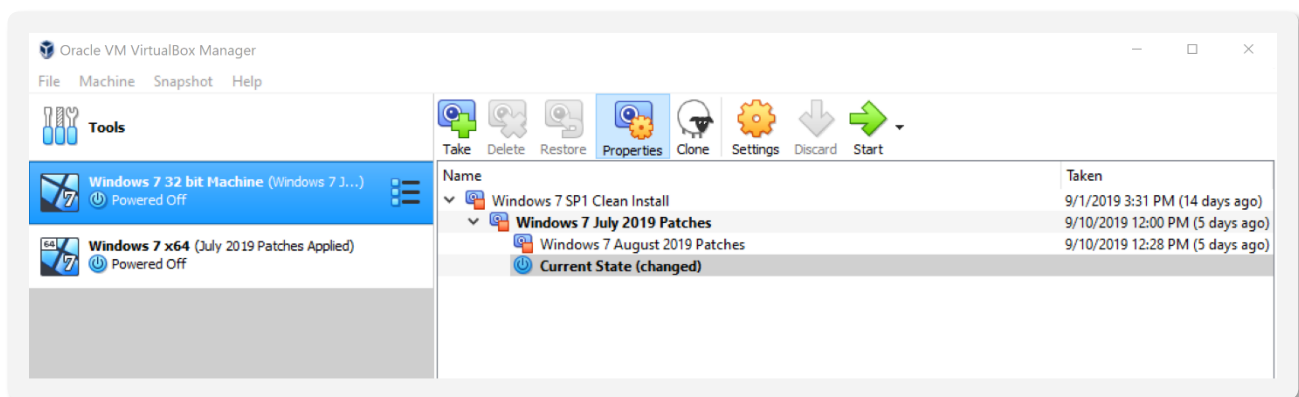 Oracle VM VirtualBox Manager
File Machine Snapshot Help
Tools
Take Delete Restore Properties Clone Settings Discard Start
Windows 7 32 bit Machine (Windows 7 J...)
Powered Off
64 7 Windows 7 x64 (July 2019 Patches Applied)
Powered Off
Name Taken
Windows 7 SP1 Clean Install 9/1/2019 3:31 PM (14 days ago)
Windows 7 July 2019 Patches 9/10/2019 12:00 PM (5 days ago)
Windows 7 August 2019 Patches 9/10/2019 12:28 PM (5 days ago)
Current State (changed)